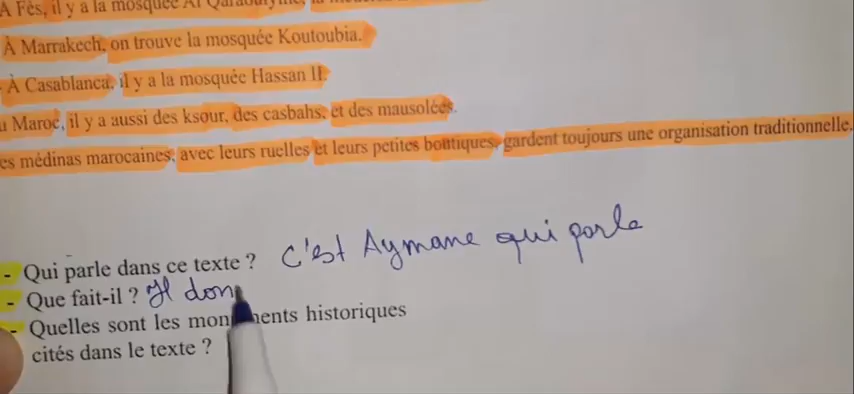 À Fès, il y a la mosquée Al
À Marrakech, on trouve la mosquée Koutoubia.
- À Casablanca, il y a la mosquée Hassan II.
u Maroc, il y a aussi des ksour, des casbahs, et des mausolées.
es médinas marocaines, avec leurs ruelles et leurs petites boutiques, gardent toujours une organisation traditionnelle.
- Qui parle dans ce texte ? C'est Aymane qui parle
- Que fait-il ? Il don
- Quelles sont les historiques
cités dans le texte ?